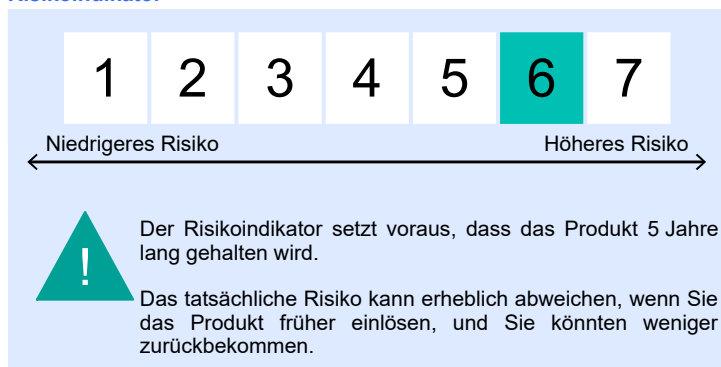 1 2 3 4 5 6 7
Niedrigeres Risiko Höheres Risiko
!
Der Risikoindikator setzt voraus, dass das Produkt 5 Jahre
lang gehalten wird.
Das tatsächliche Risiko kann erheblich abweichen, wenn Sie
das Produkt früher einlösen, und Sie könnten weniger
zurückbekommen.